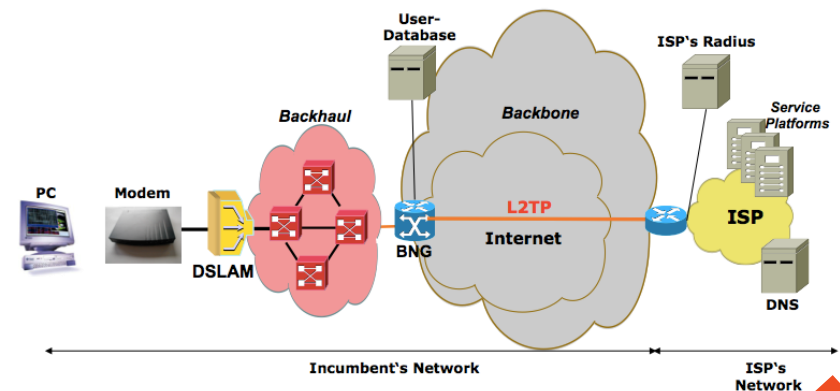 User-
Database
ISP's Radius
Backhaul
Backbone
Service
Platforms
PC
Modem
L2TP
ISP
Internet
BNG
DSLAM
DNS
Incumbent's Network
ISP's
Network